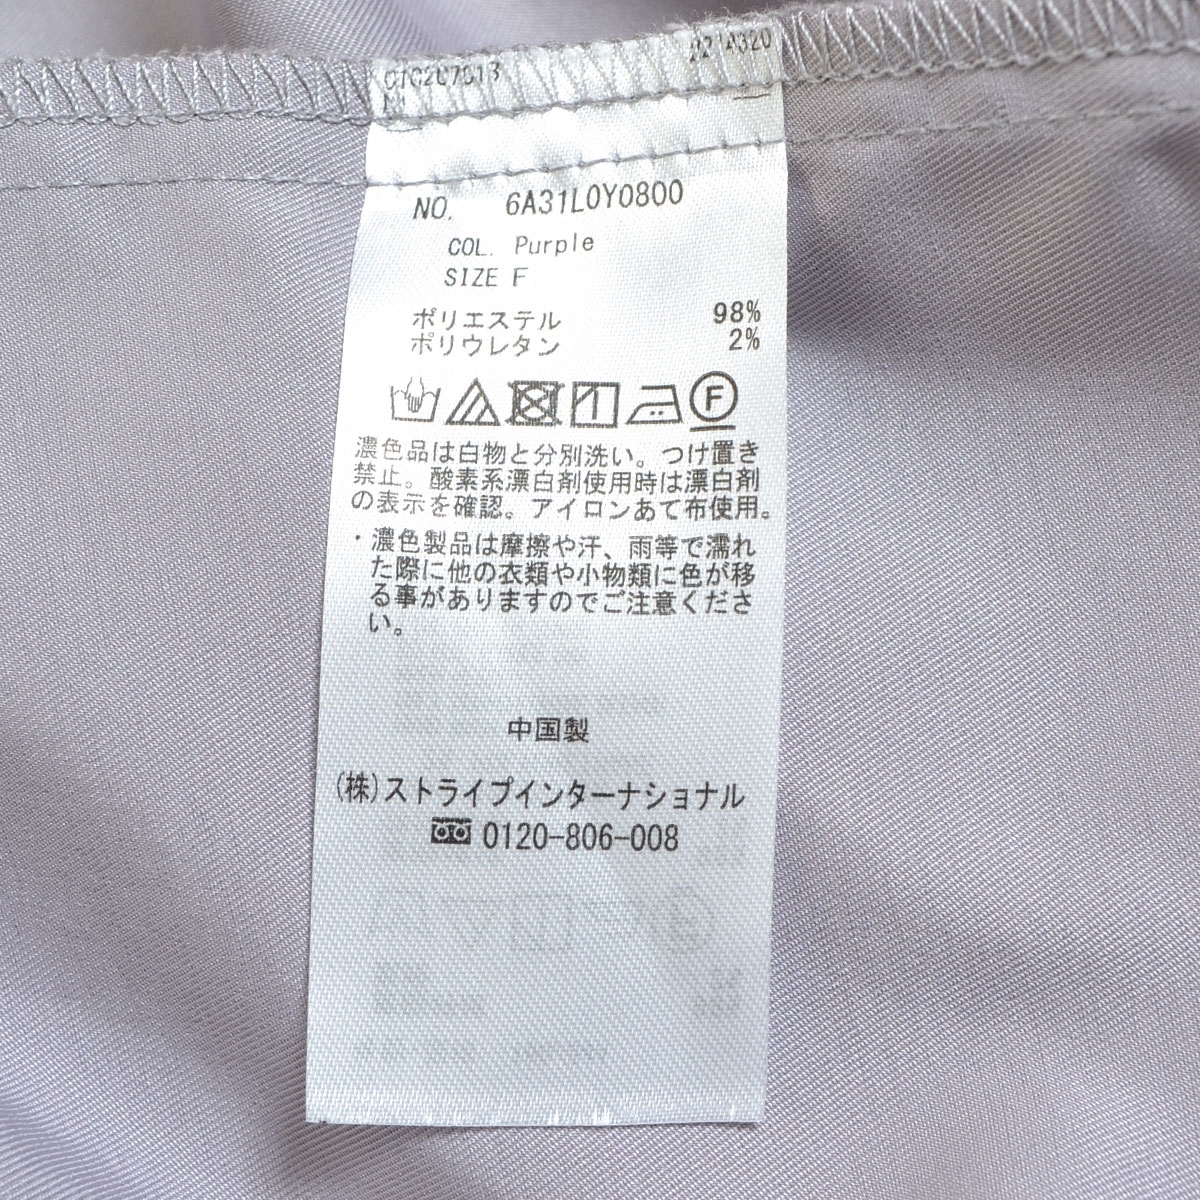 NO. 6A31L0Y0800
COL. Purple
SIZE F
ポリエステル 98%
ポリウレタン 2%
F
濃色品は白物と分別洗い。つけ置き
禁止。酸素系漂白剤使用時は漂白剤
の表示を確認。アイロンあて布使用。
・濃色製品は摩擦や汗、雨等で濡れ
た際に他の衣類や小物類に色が移
る事がありますのでご注意くださ
い。
中国製
(株)ストライプインターナショナル
0120-806-008